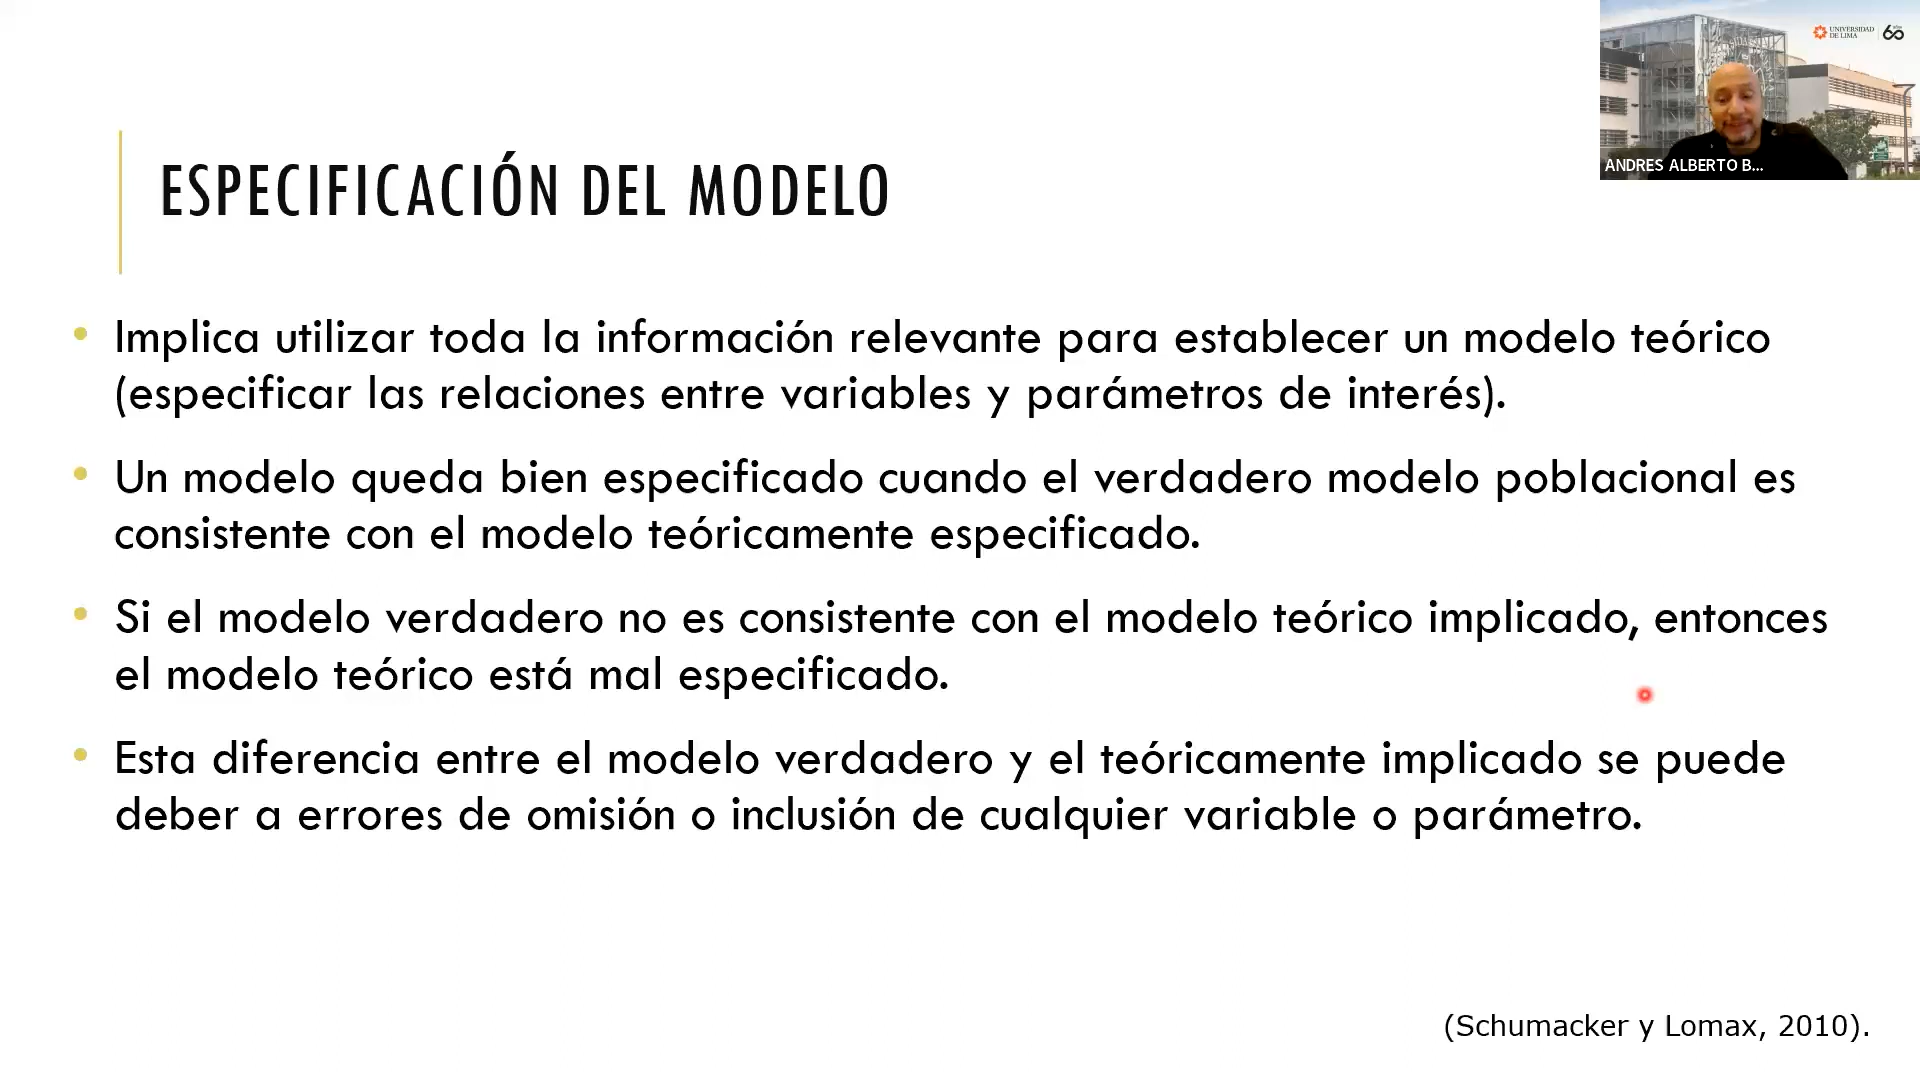 UNIVERSIDAD
DE LIMA
60
ANDRES ALBERTO B...
ESPECIFICACIÓN DEL MODELO
• Implica utilizar toda la información relevante para establecer un modelo teórico
(especificar las relaciones entre variables y parámetros de interés).
• Un modelo queda bien especificado cuando el verdadero modelo poblacional es
consistente con el modelo teóricamente especificado.
• Si el modelo verdadero no es consistente con el modelo teórico implicado, entonces
el modelo teórico está mal especificado.
• Esta diferencia entre el modelo verdadero y el teóricamente implicado se puede
deber a errores de omisión o inclusión de cualquier variable o parámetro.
(Schumacker y Lomax, 2010).